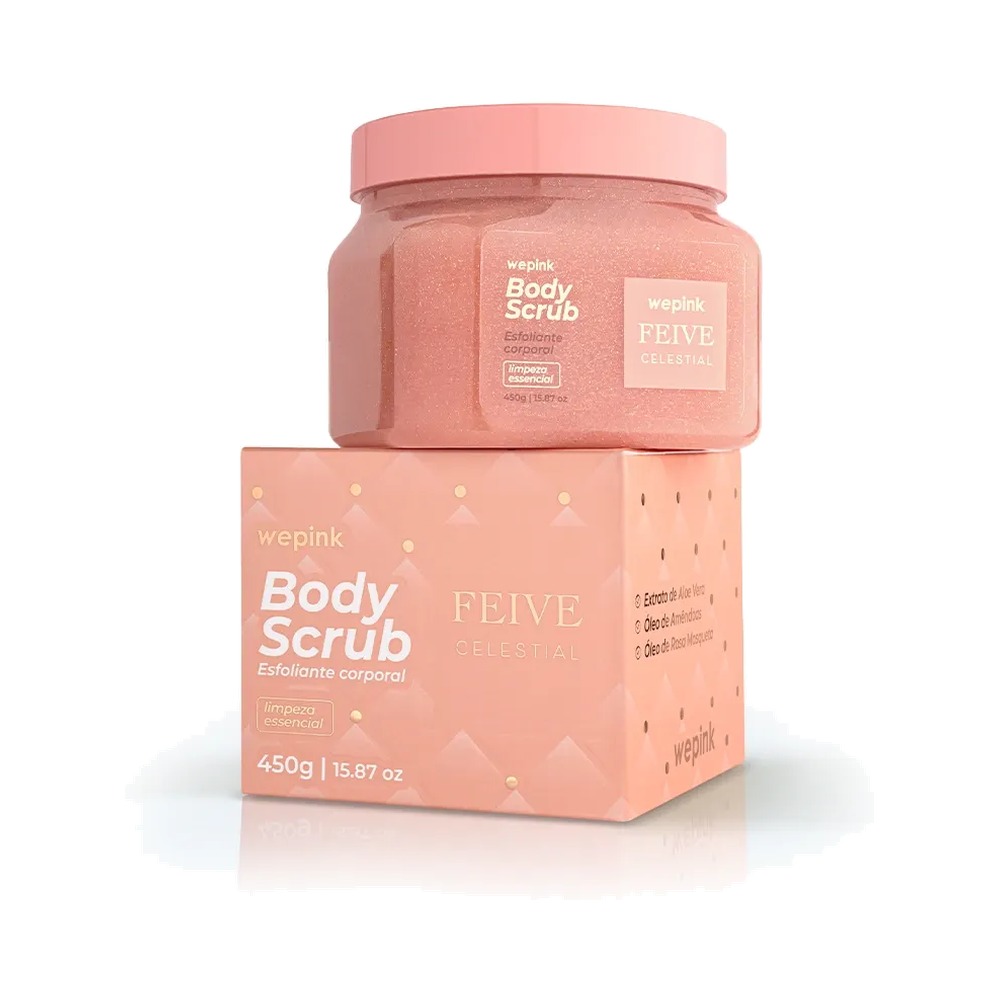 wepink
Body
Scrub
Esfoliante
corporal
limpeza
essencial
450g | 15.87 oz
wepink
FEIVE
CELESTIAL
wepink
Body
Scrub
Esfoliante corporal
limpeza
essencial
450g | 15.87 oz
FEIVE
CELESTIAL
Extrato de Aloe Vera
Óleo de Amêndoas
Óleo de Rosa Mosqueta
wepink